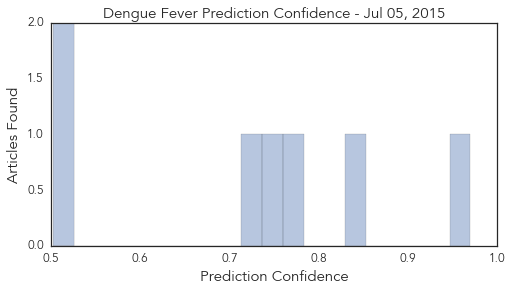 Dengue Fever Prediction Confidence - Jul 05, 2015
2.0
1.5
1.0
0.5
0.0
Articles Found
0.5 0.6 0.7 0.8 0.9 1.0
Prediction Confidence